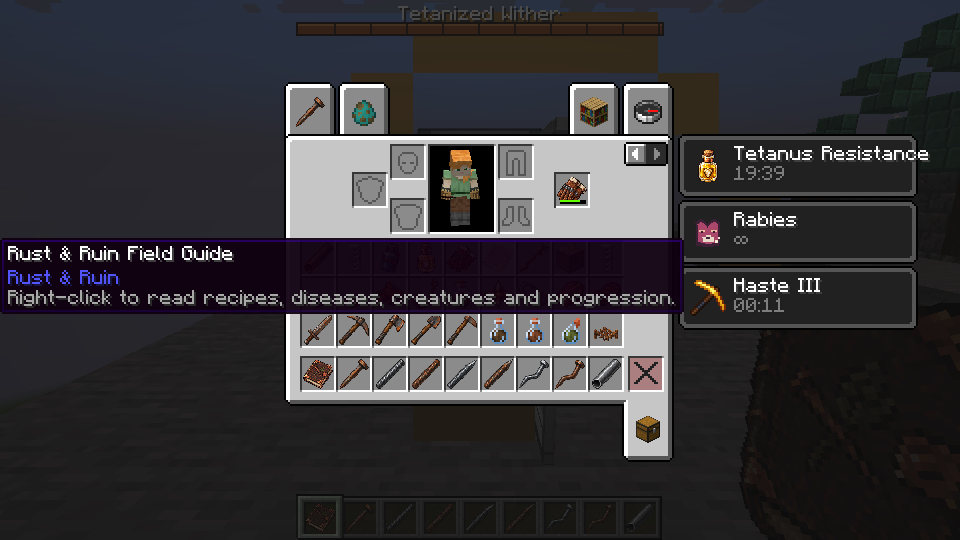 Tetanized Wither
Tetanus Resistance
19:39
Rabies
∞
Rust & Ruin Field Guide
Rust & Ruin
Right-click to read recipes, diseases, creatures and progression.
Haste III
00:11